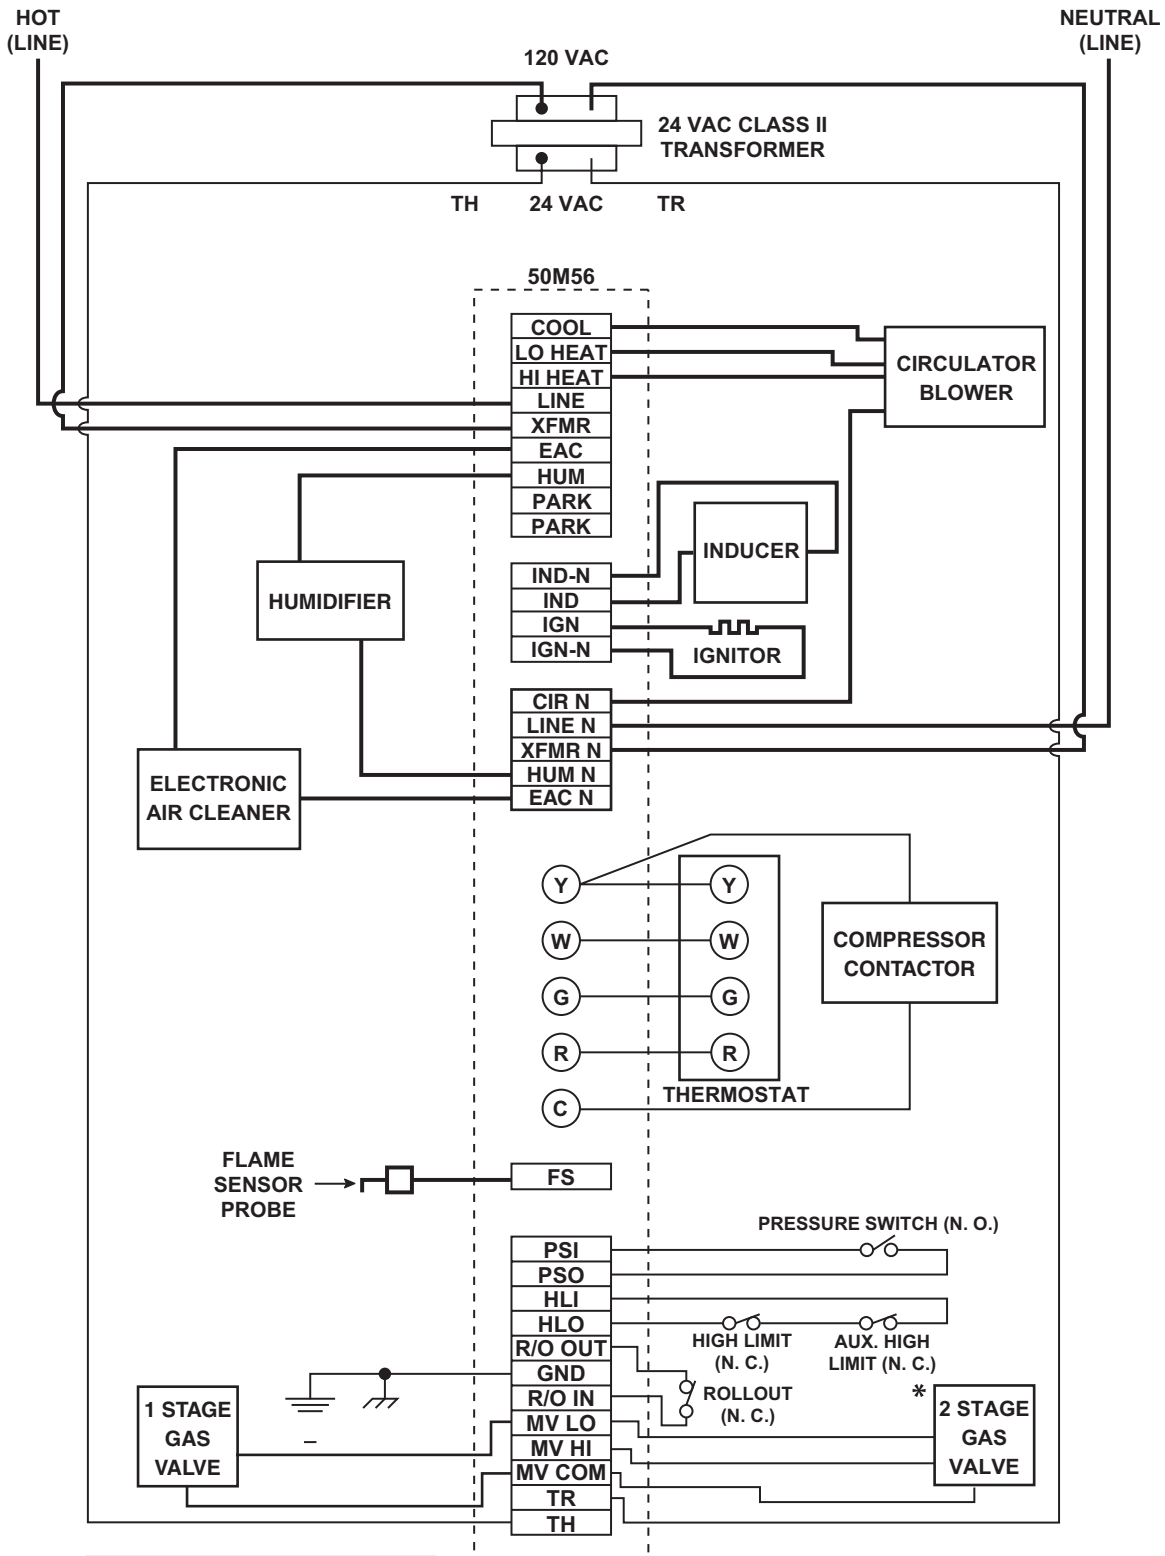 HOT
(LINE)
NEUTRAL
(LINE)
120 VAC
24 VAC CLASS II
TRANSFORMER
TH 24 VAC TR
50M56
COOL
LO HEAT
HI HEAT
LINE
XFMR
EAC
HUM
PARK
PARK
CIRCULATOR
BLOWER
IND-N
IND
IGN
IGN-N
INDUCER
IGNITOR
HUMIDIFIER
CIR N
LINE N
XFMR N
HUM N
EAC N
ELECTRONIC
AIR CLEANER
Y Y
W W
G G
R R
C
THERMOSTAT
COMPRESSOR
CONTACTOR
FLAME
SENSOR
PROBE
FS
PRESSURE SWITCH (N. O.)
PSI
PSO
HLI
HLO
R/O OUT
GND
R/O IN
MV LO
MV HI
MV COM
TR
TH
HIGH LIMIT
(N. C.)
AUX. HIGH
LIMIT (N. C.)
ROLLOUT
(N. C.)
1 STAGE
GAS
VALVE
*
2 STAGE
GAS
VALVE